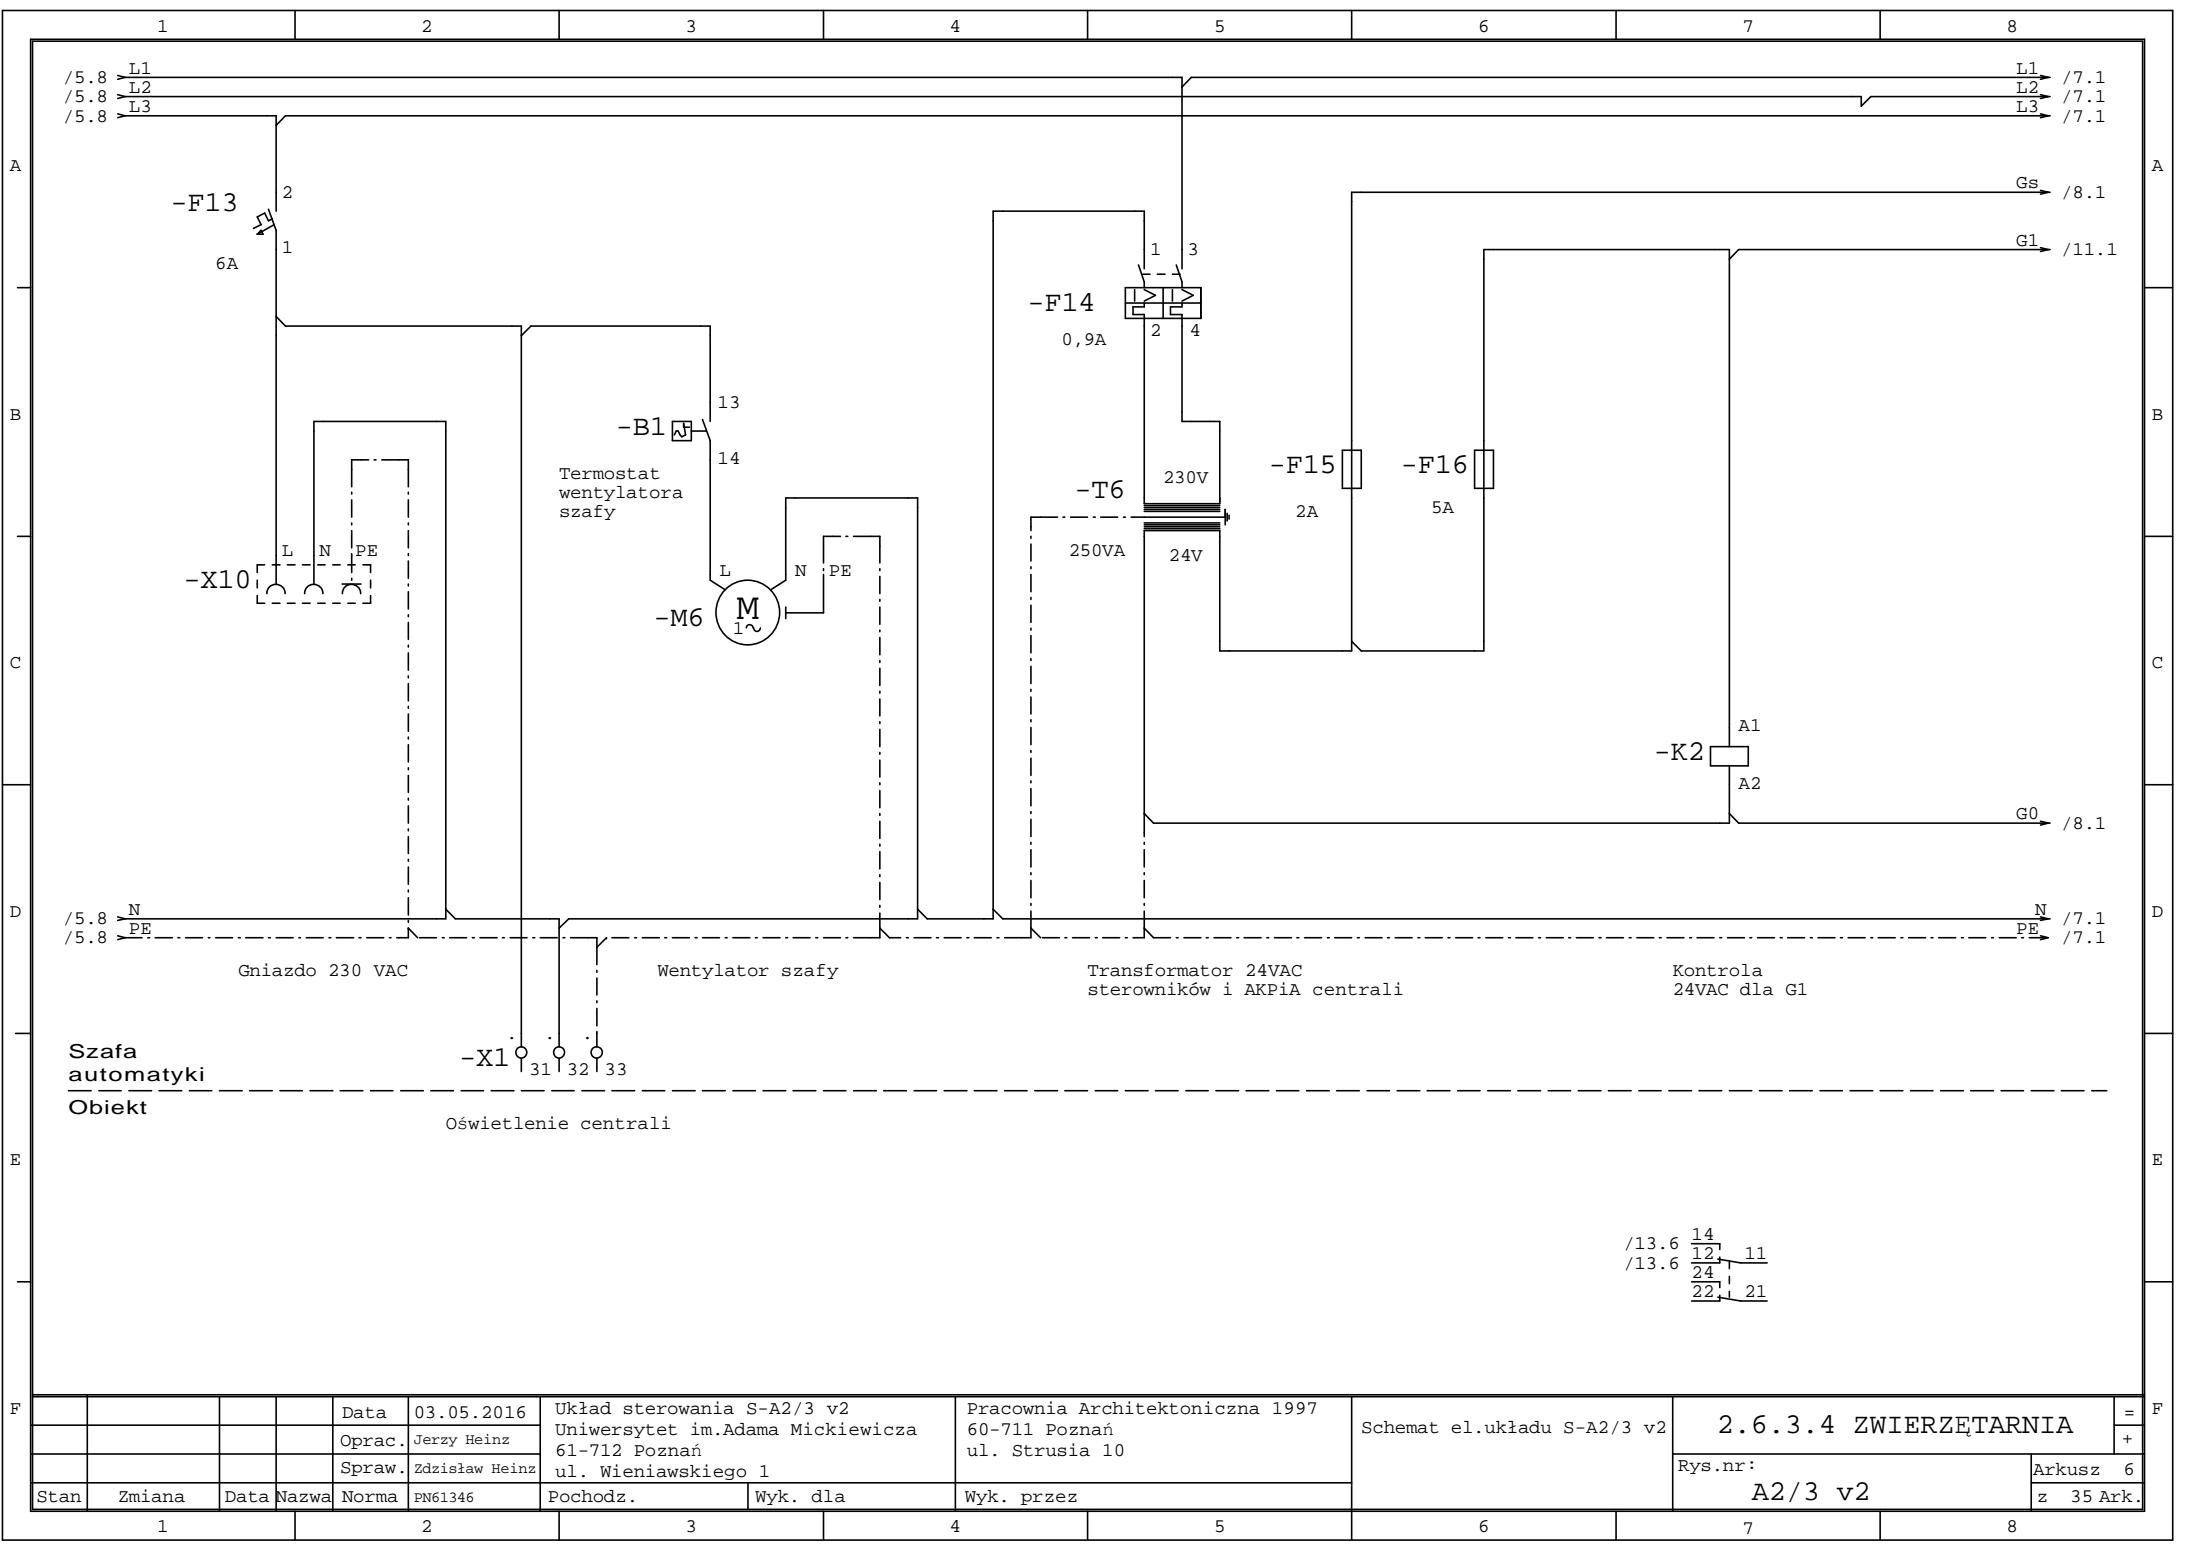 1 2 3 4 5 6 7 8
/5.8 L1 L1 /7.1
/5.8 L2 L2 /7.1
/5.8 L3 L3 /7.1
A A
Gs /8.1
2
-F13
1
6A
G1 /11.1
1 3
-F14
2 4
0,9A
B B
13
-B1
14
Termostat
wentylatora
szafy
230V
-T6
250VA 24V
-F15
2A
-F16
5A
L N PE
-X10
L N PE
-M6
M
1~
C C
A1
-K2
A2
G0 /8.1
D D
/5.8 N N /7.1
/5.8 PE PE /7.1
Gniazdo 230 VAC
Wentylator szafy
Transformator 24VAC
sterowników i AKPiA centrali
Kontrola
24VAC dla G1
Szafa
automatyki
-X1 31 32 33
Obiekt
Oświetlenie centrali
E E
/13.6 14
/13.6 12 11
24
22 21
F F
Data 03.05.2016
Oprac. Jerzy Heinz
Spraw. Zdzisław Heinz
Stan Zmiana Data Nazwa Norma PN61346
Układ sterowania S-A2/3 v2
Uniwersytet im.Adama Mickiewicza
61-712 Poznań
ul. Wieniawskiego 1
Pochodz. Wyk. dla
Pracownia Architektoniczna 1997
60-711 Poznań
ul. Strusia 10
Wyk. przez
Schemat el.układu S-A2/3 v2
2.6.3.4 ZWIERZĘTARNIA
=
+
Rys.nr:
A2/3 v2
Arkusz 6
z 35 Ark.
1 2 3 4 5 6 7 8